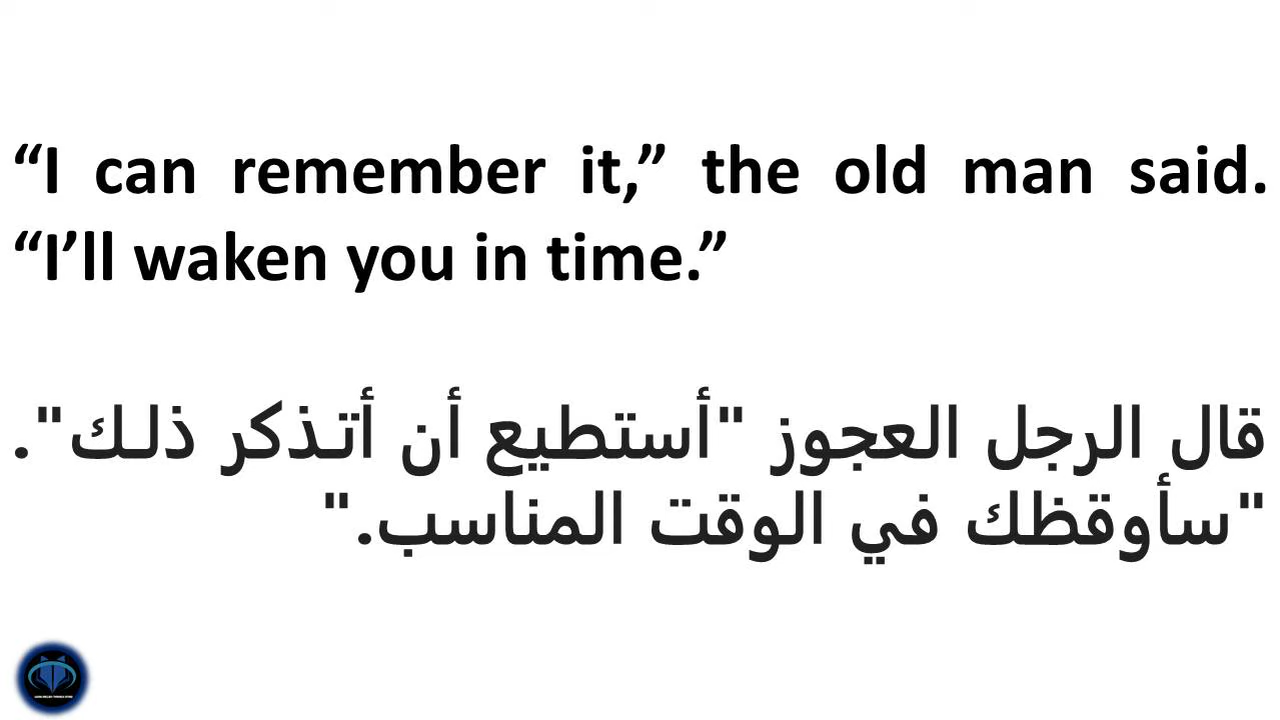 “I can remember it,” the old man said.
“I’ll waken you in time.”
قال الرجل العجوز "أستطيع أن أتذكر ذلك".
"سأوقظك في الوقت المناسب."